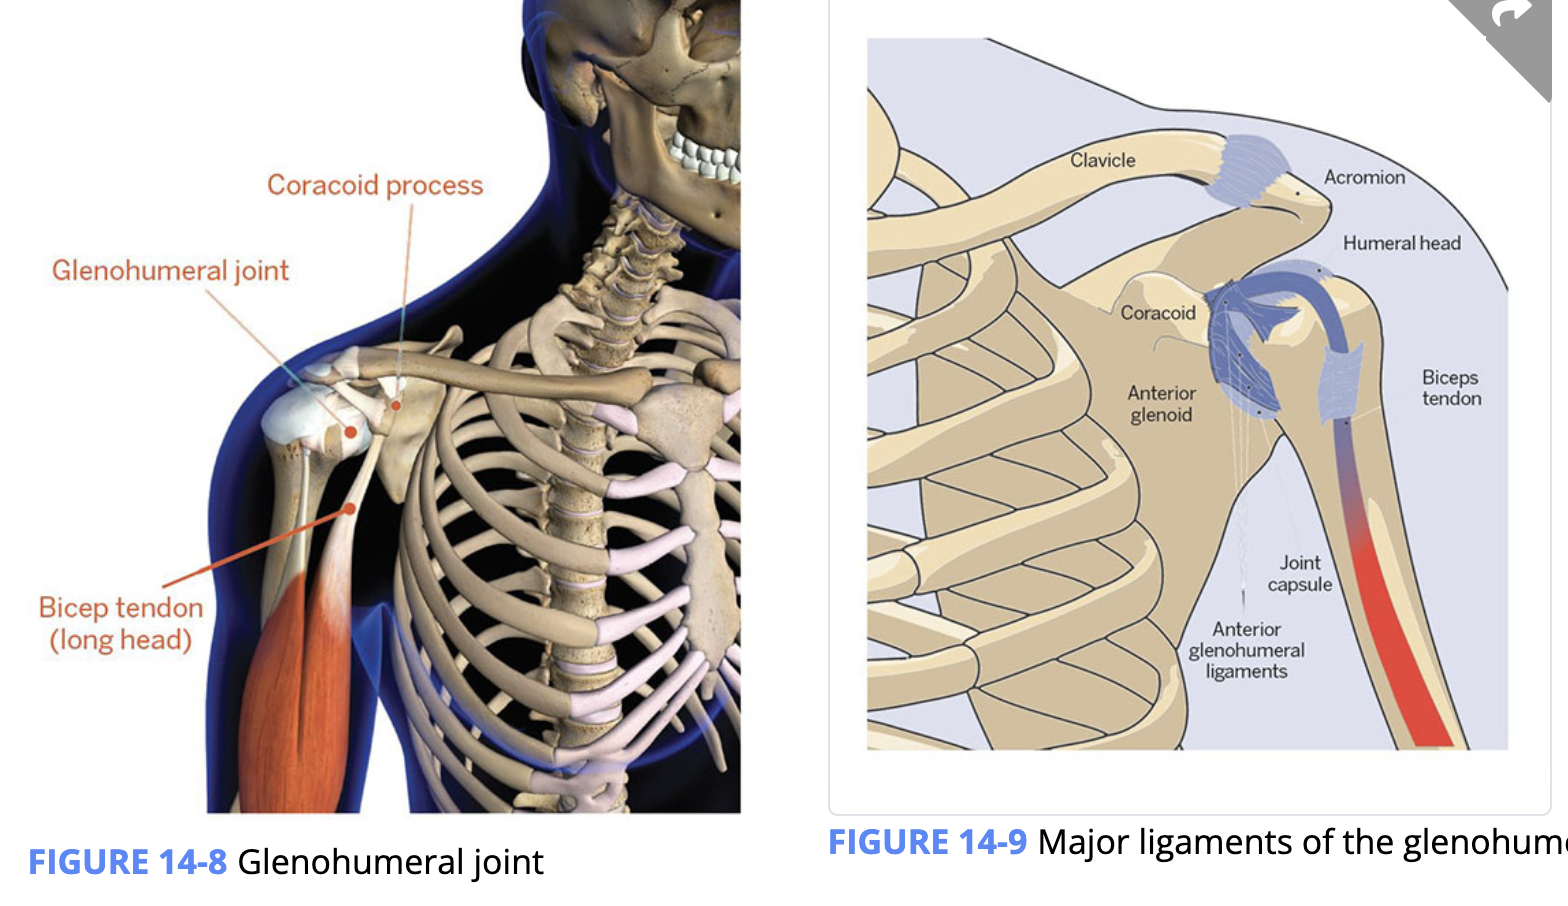 Coracoid process
Glenohumeral joint
Bicep tendon
(long head)
FIGURE 14-8 Glenohumeral joint
Clavicle
Acromion
Humeral head
Coracoid
Anterior
glenoid
Biceps
tendon
Joint
capsule
Anterior
glenohumeral
ligaments
FIGURE 14-9 Major ligaments of the glenohum